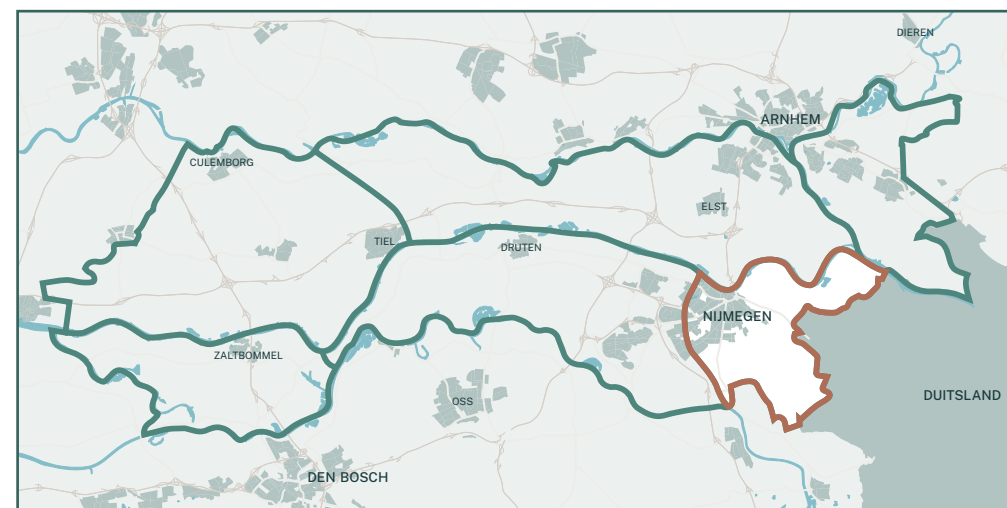 DIEREN
ARNHEM
CULEMBORG
ELST
TIEL
DRUTEN
NIJMEGEN
ZALTBOMMEL
DUITSLAND
OSS
DEN BOSCH